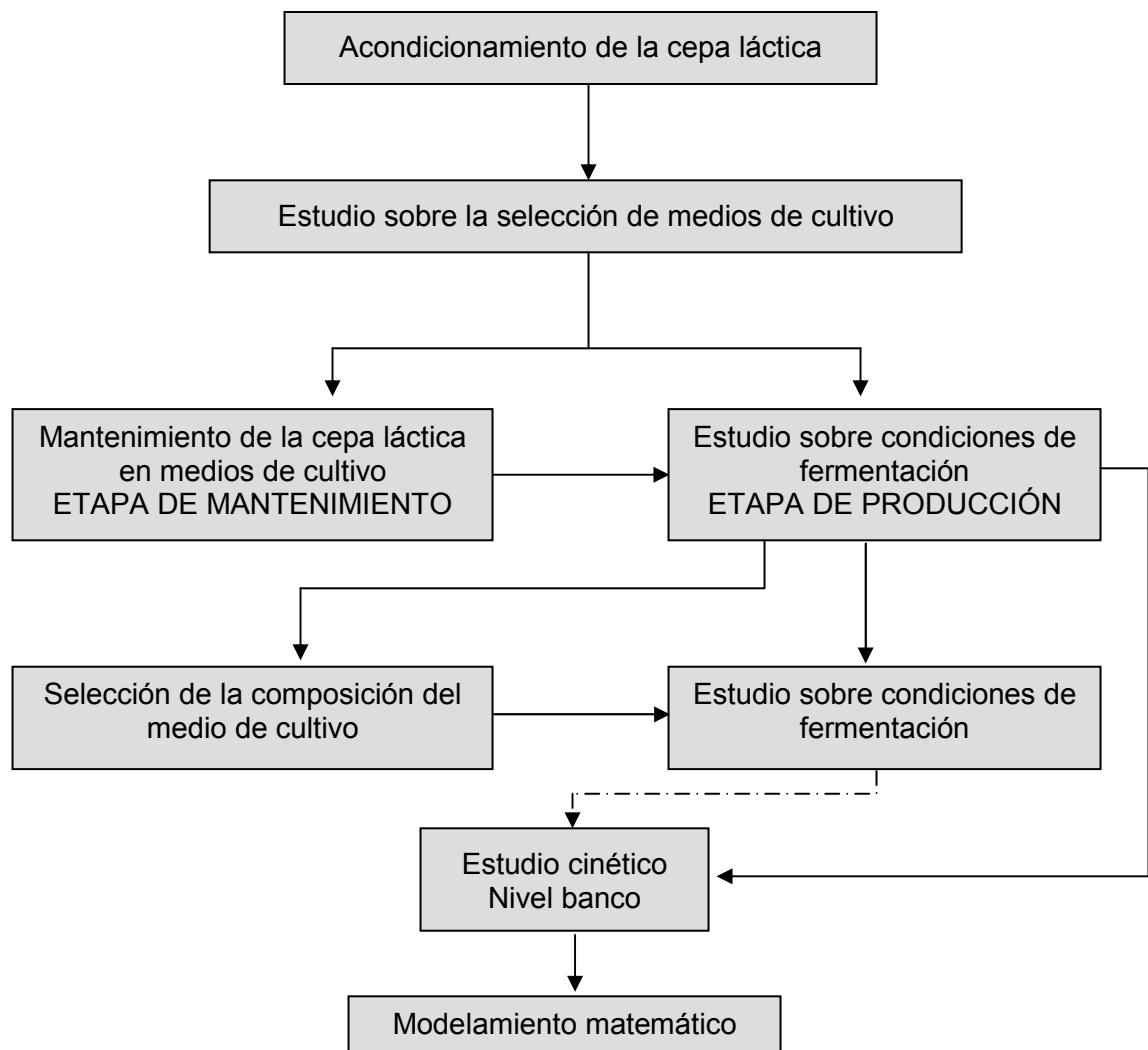 Acondicionamiento de la cepa láctica
Estudio sobre la selección de medios de cultivo
Mantenimiento de la cepa láctica
en medios de cultivo
ETAPA DE MANTENIMIENTO
Estudio sobre condiciones de
fermentación
ETAPA DE PRODUCCIÓN
Selección de la composición del
medio de cultivo
Estudio sobre condiciones de
fermentación
Estudio cinético
Nivel banco
Modelamiento matemático